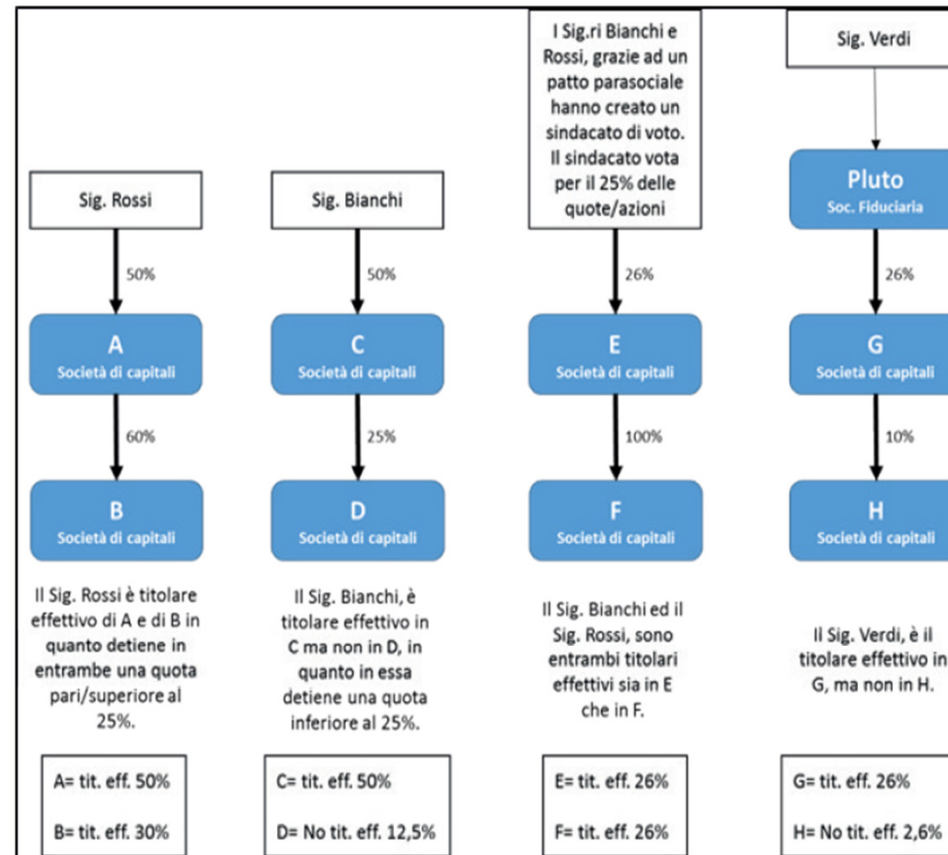 Sig. Rossi
50%
A
Società di capitali
60%
B
Società di capitali
Il Sig. Rossi è titolare
effettivo di A e di B in
quanto detiene in
entrambe una quota
pari/superiore al
25%.
A= tit. eff. 50%
B= tit. eff. 30%
Sig. Bianchi
50%
C
Società di capitali
25%
D
Società di capitali
Il Sig. Bianchi, è
titolare effettivo in
C ma non in D, in
quanto in essa
detiene una quota
inferiore al 25%.
C= tit. eff. 50%
D= No tit. eff. 12,5%
I Sig.ri Bianchi e
Rossi, grazie ad un
patto parasociale
hanno creato un
sindacato di voto.
Il sindacato vota
per il 25% delle
quote/azioni
26%
E
Società di capitali
100%
F
Società di capitali
Il Sig. Bianchi ed il
Sig. Rossi, sono
entrambi titolari
effettivi sia in E
che in F.
E= tit. eff. 26%
F= tit. eff. 26%
Sig. Verdi
Pluto
Soc. Fiduciaria
26%
G
Società di capitali
10%
H
Società di capitali
Il Sig. Verdi, è il
titolare effettivo in
G, ma non in H.
G= tit. eff. 26%
H= No tit. eff. 2,6%